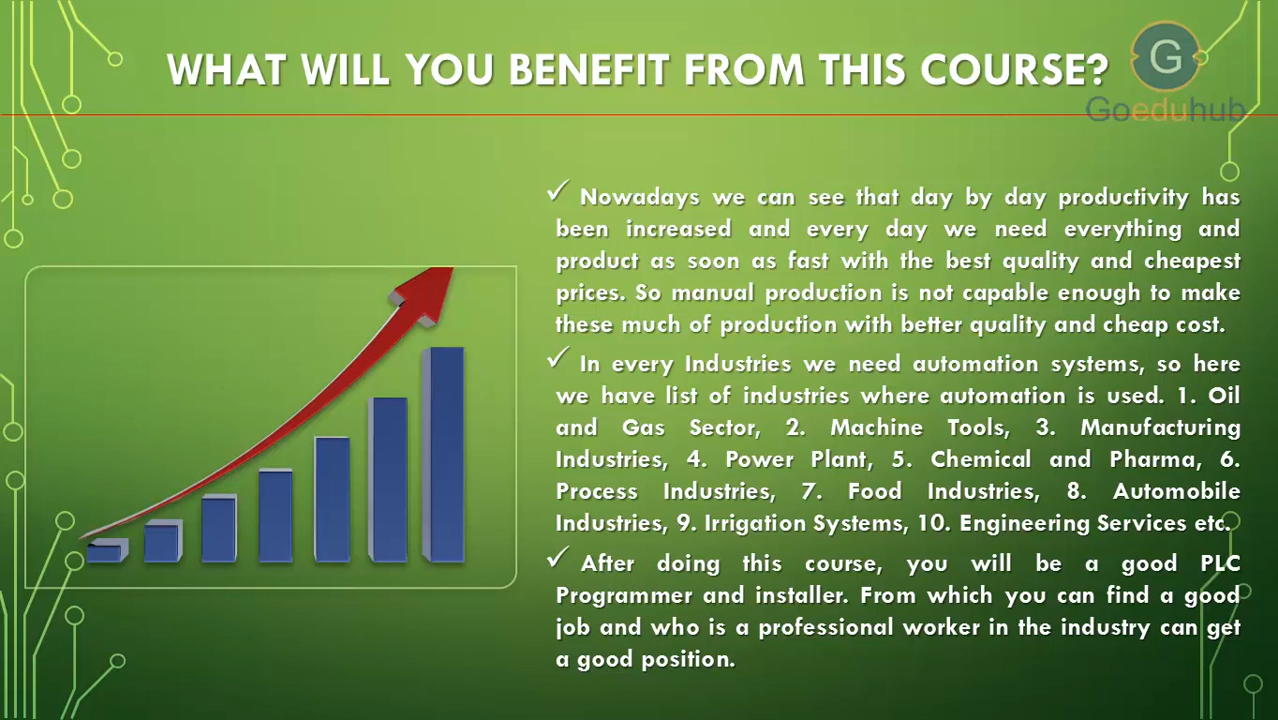 WHAT WILL YOU BENEFIT FROM THIS COURSE?
G
Goeduhub
✓ Nowadays we can see that day by day productivity has
been increased and every day we need everything and
product as soon as fast with the best quality and cheapest
prices. So manual production is not capable enough to make
these much of production with better quality and cheap cost.
✓ In every Industries we need automation systems, so here
we have list of industries where automation is used. 1. Oil
and Gas Sector, 2. Machine Tools, 3. Manufacturing
Industries, 4. Power Plant, 5. Chemical and Pharma, 6.
Process Industries, 7. Food Industries, 8. Automobile
Industries, 9. Irrigation Systems, 10. Engineering Services etc.
✓ After doing this course, you will be a good PLC
Programmer and installer. From which you can find a good
job and who is a professional worker in the industry can get
a good position.